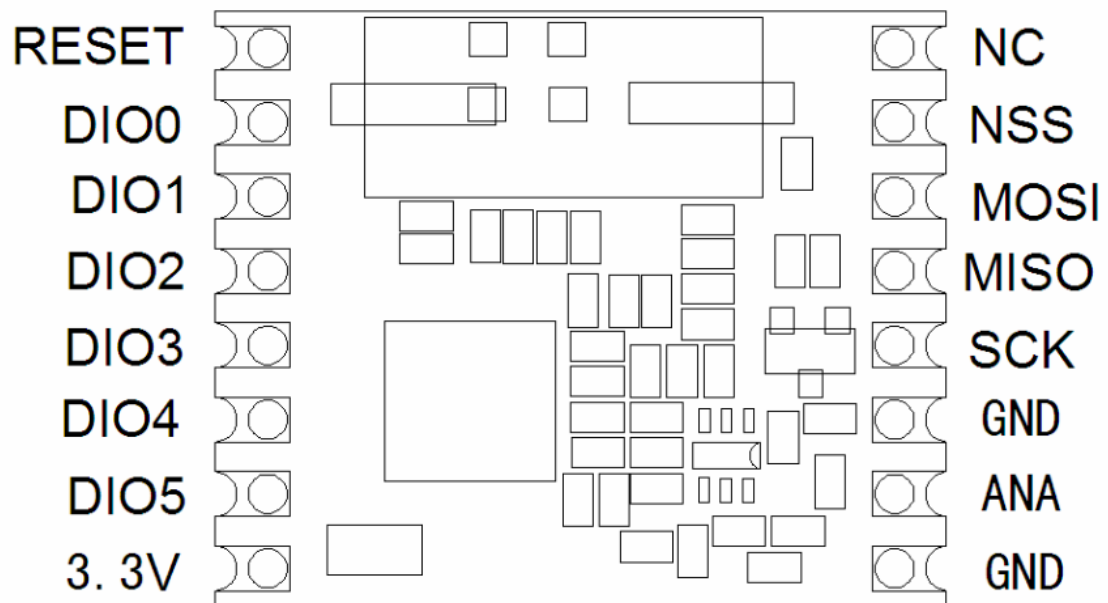 RESET NC
DIO0 NSS
DIO1 MOSI
DIO2 MISO
DIO3 SCK
DIO4 GND
DIO5 ANA
3.3V GND